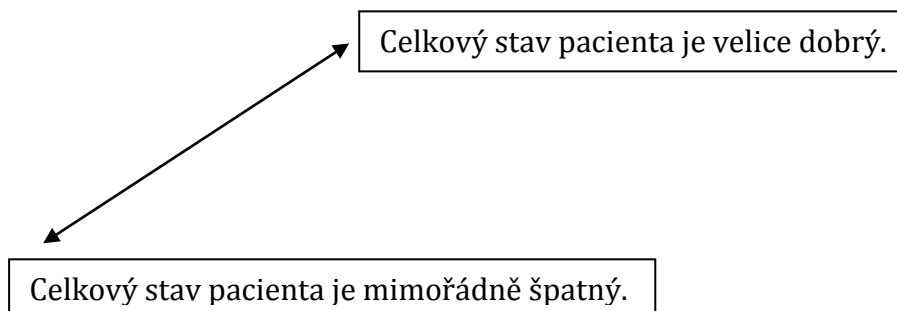 Celkový stav pacienta je velice dobrý.
Celkový stav pacienta je mimořádně špatný.